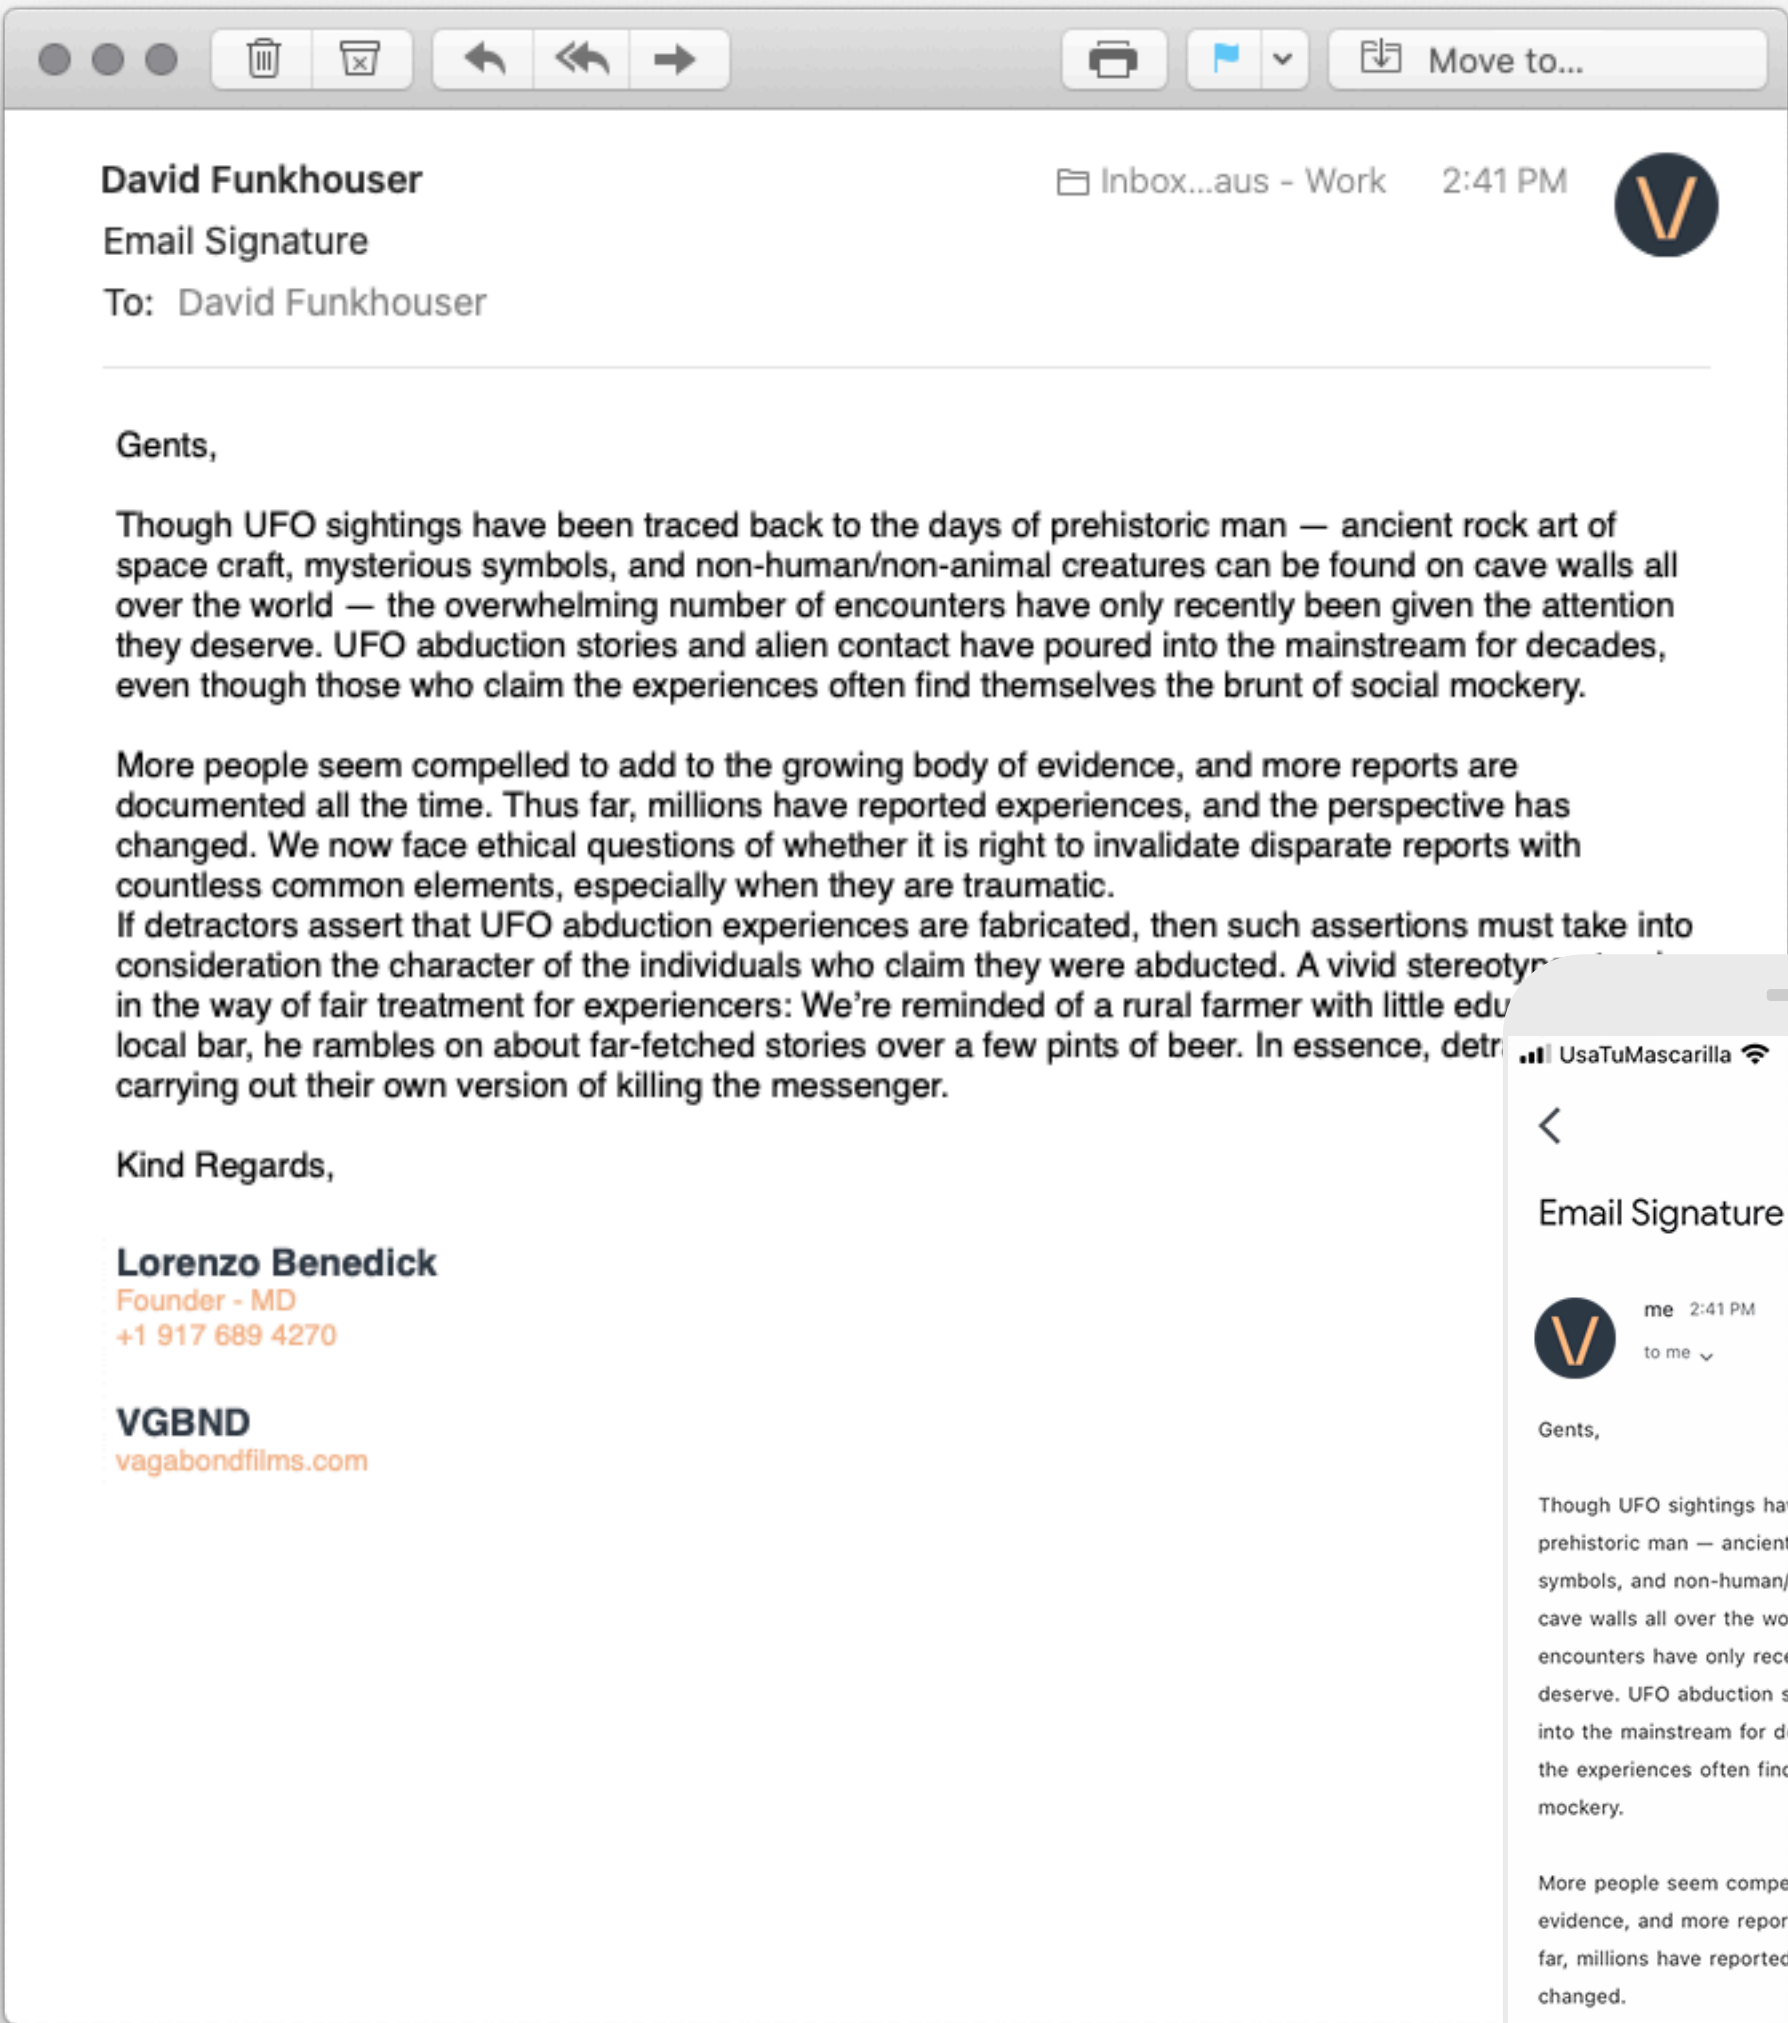 Move to...
David Funkhouser
Inbox...aus - Work 2:41 PM
V
Email Signature
To: David Funkhouser
Gents,
Though UFO sightings have been traced back to the days of prehistoric man — ancient rock art of
space craft, mysterious symbols, and non-human/non-animal creatures can be found on cave walls all
over the world — the overwhelming number of encounters have only recently been given the attention
they deserve. UFO abduction stories and alien contact have poured into the mainstream for decades,
even though those who claim the experiences often find themselves the brunt of social mockery.
More people seem compelled to add to the growing body of evidence, and more reports are
documented all the time. Thus far, millions have reported experiences, and the perspective has
changed. We now face ethical questions of whether it is right to invalidate disparate reports with
countless common elements, especially when they are traumatic.
If detractors assert that UFO abduction experiences are fabricated, then such assertions must take into
consideration the character of the individuals who claim they were abducted. A vivid
in the way of fair treatment for experiencers: We're reminded of a rural farmer with little
local bar, he rambles on about far-fetched stories over a few pints of beer. In essence,
carrying out their own version of killing the messenger.
Kind Regards,
Lorenzo Benedick
Founder - MD
+1 917 689 4270
VGBND
vagabondfilms.com
UsaTuMascarilla
Email Signature
V
me 2:41 PM
to me
Gents,
Though UFO sightings
prehistoric man —
symbols, and
cave walls all over the
encounters have only
deserve. UFO abduction
into the mainstream for
the experiences often
mockery.
More people seem
evidence, and more
far, millions have
changed.